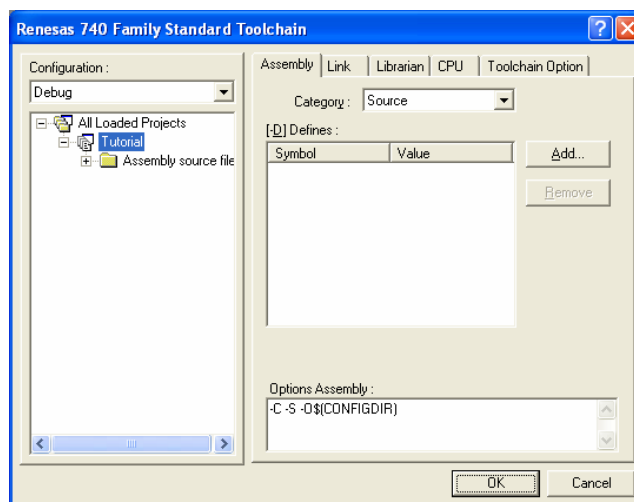 Renesas 740 Family Standard Toolchain
Configuration :
Debug
All Loaded Projects
Tutorial
Assembly source file
Assembly Link Librarian CPU Toolchain Option
Category : Source
[-D] Defines :
Symbol Value
Add...
Remove
Options Assembly :
-C -S -O$(CONFIGDIR)
OK Cancel